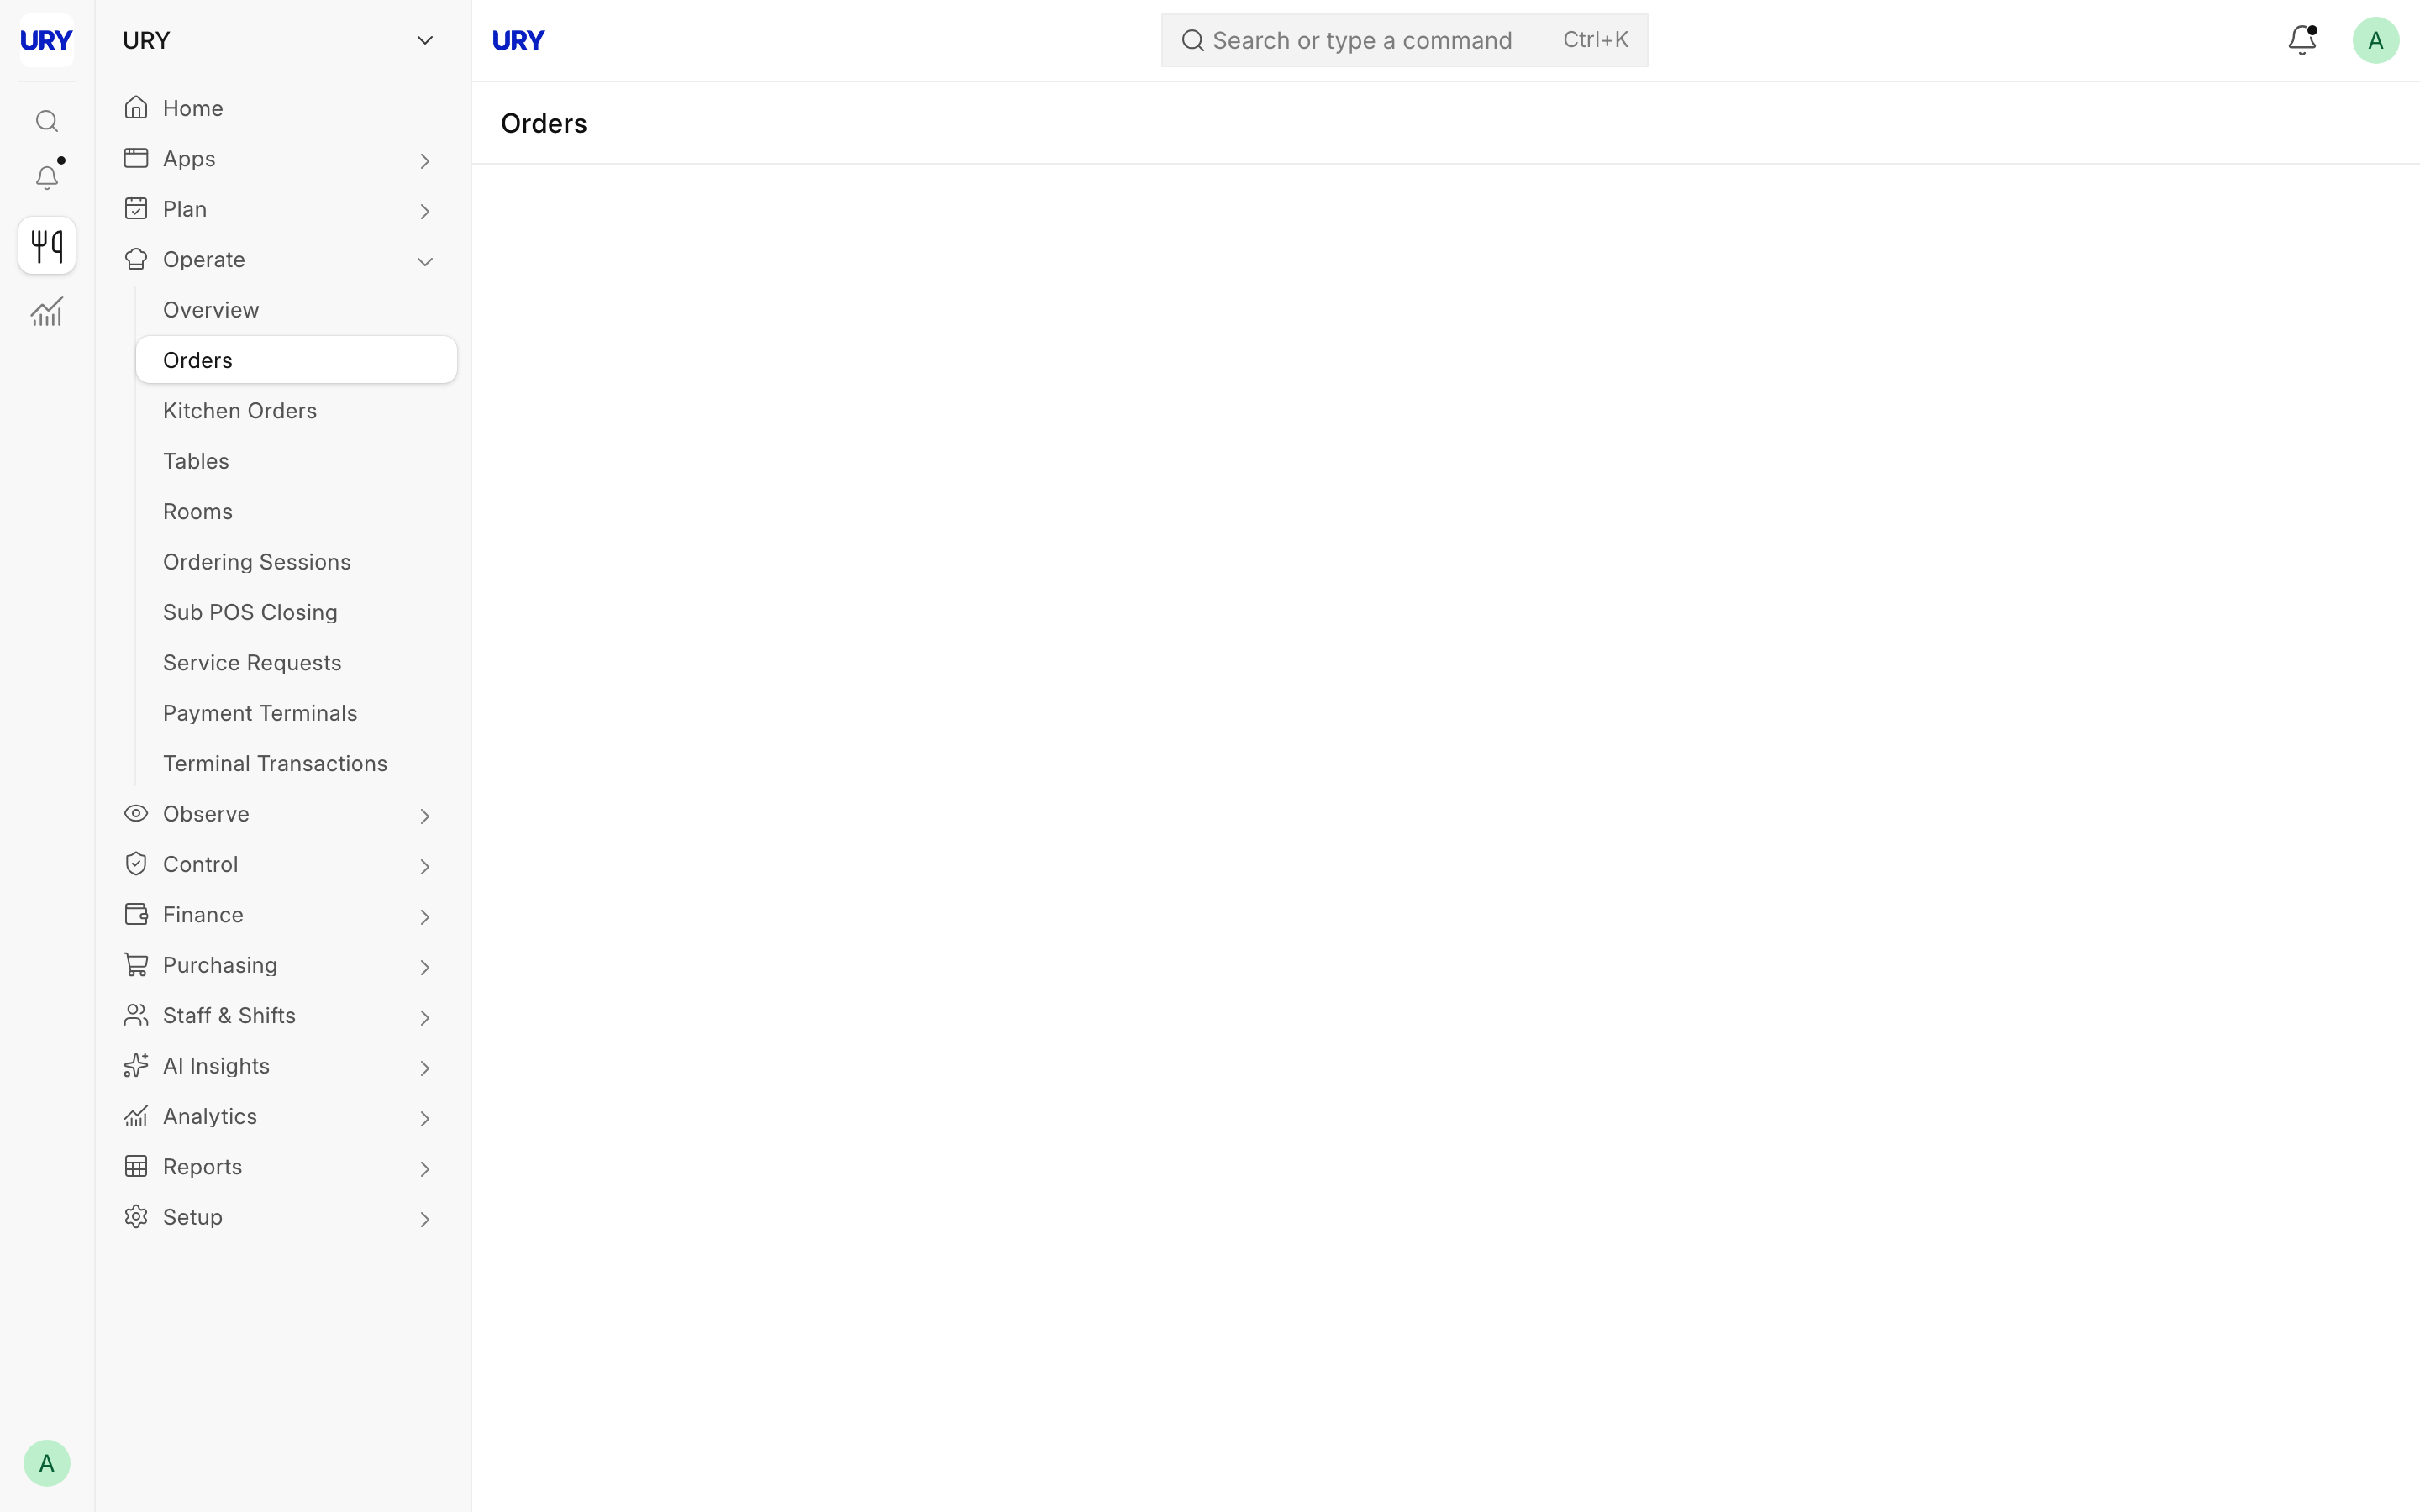 URY
URY
URY
Search or type a command
Ctrl+K
A
Home
Apps
Plan
Operate
Overview
Orders
Kitchen Orders
Tables
Rooms
Ordering Sessions
Sub POS Closing
Service Requests
Payment Terminals
Terminal Transactions
Observe
Control
Finance
Purchasing
Staff & Shifts
AI Insights
Analytics
Reports
Setup
A
Orders